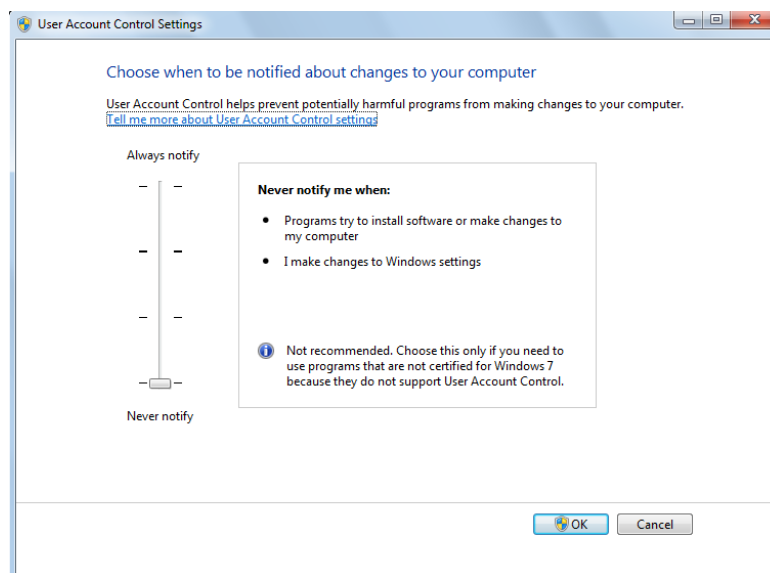 User Account Control Settings
Choose when to be notified about changes to your computer
User Account Control helps prevent potentially harmful programs from making changes to your computer.
Tell me more about User Account Control settings
Always notify
Never notify me when:
Programs try to install software or make changes to
my computer
I make changes to Windows settings
Not recommended. Choose this only if you need to
use programs that are not certified for Windows 7
because they do not support User Account Control.
Never notify
OK
Cancel